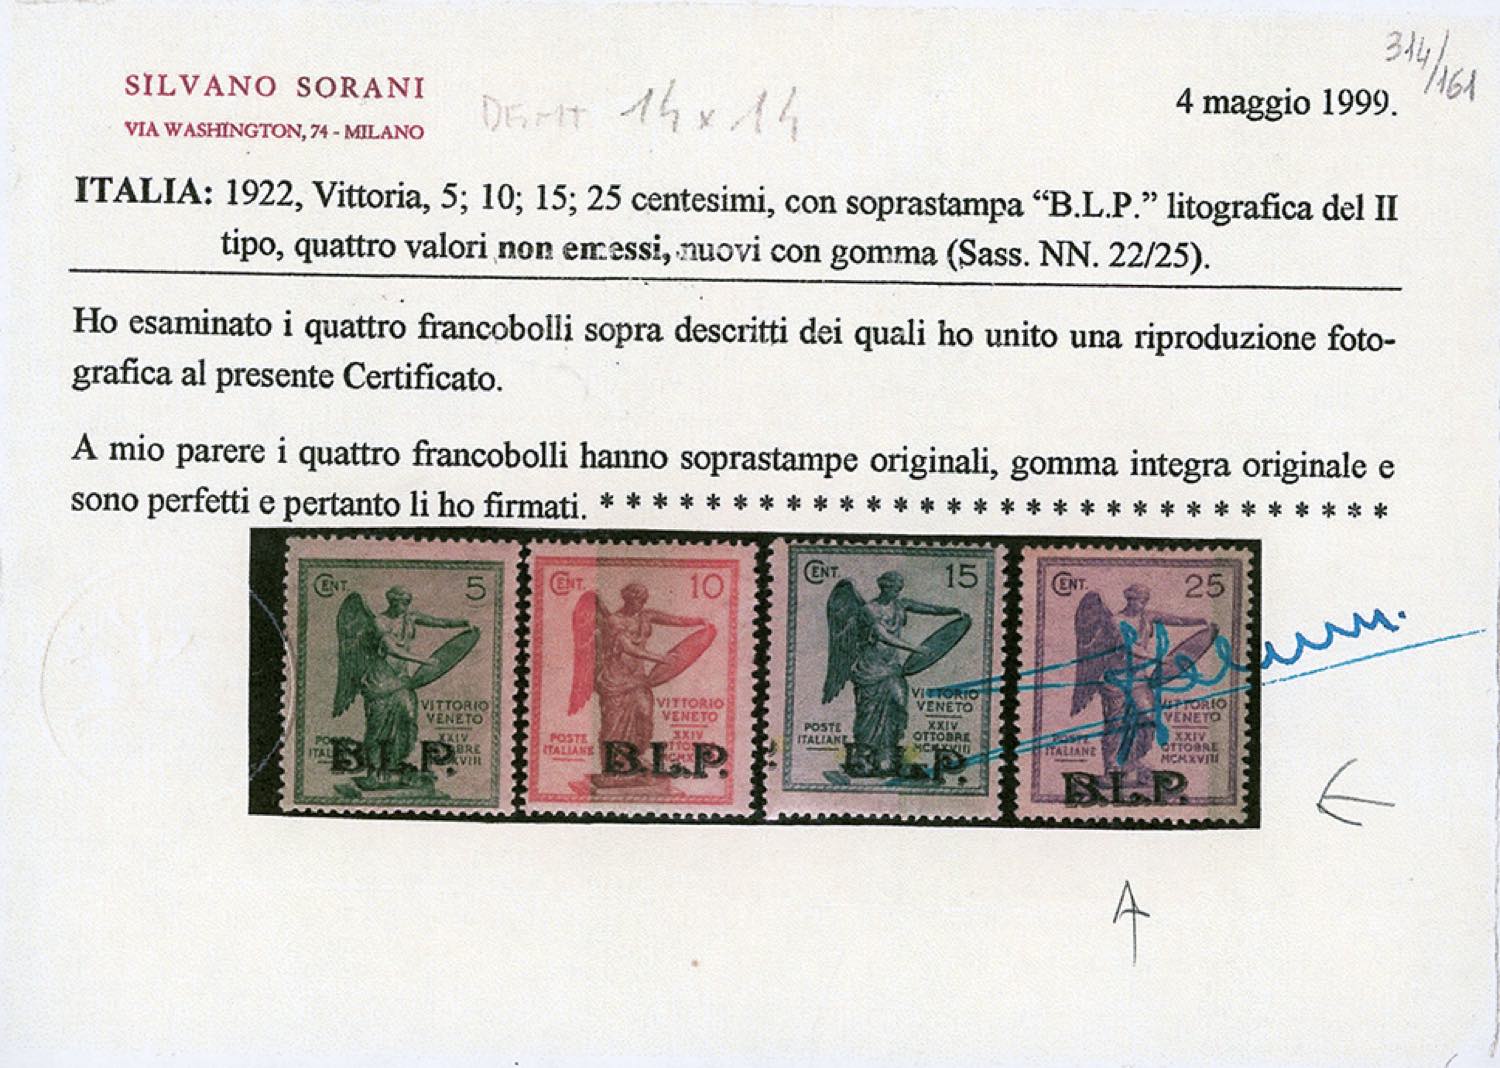 314/161
SILVANO SORANI
VIA WASHINGTON, 74 - MILANO
14 x 14
4 maggio 1999.
ITALIA: 1922, Vittoria, 5; 10; 15; 25 centesimi, con soprastampa “B.L.P.” litografica del II
tipo, quattro valori non emessi, nuovi con gomma (Sass. NN. 22/25).
Ho esaminato i quattro francobolli sopra descritti dei quali ho unito una riproduzione foto-
grafica al presente Certificato.
A mio parere i quattro francobolli hanno soprastampe originali, gomma integra originale e
sono perfetti e pertanto li ho firmati. * * * * * * * * * * * * * * * * * * * * * * * * * * * * * *
CENT. 5
VITTORIO
VENETO
XXIV
POSTE
B.L.P.
CENT. 10
VITTORIO
VENETO
XXIV
POSTE
ITALIANE
B.L.P.
CENT. 15
VITTORIO
VENETO
XXIV
OTTOBRE
MCMXVIII
POSTE
ITALIANE
B.L.P.
CENT. 25
VITTORIO
VENETO
XXIV
OTTOBRE
MCMXVIII
POSTE
ITALIANE
B.L.P.